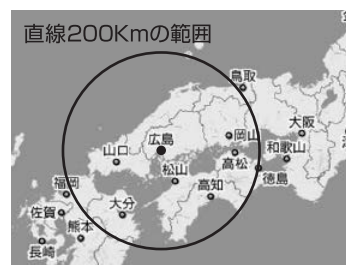 直線200Kmの範囲
鳥取
広島
岡山
大阪
山口
高松
和歌山
松山
徳島
福岡
高知
大分
佐賀
熊本
長崎